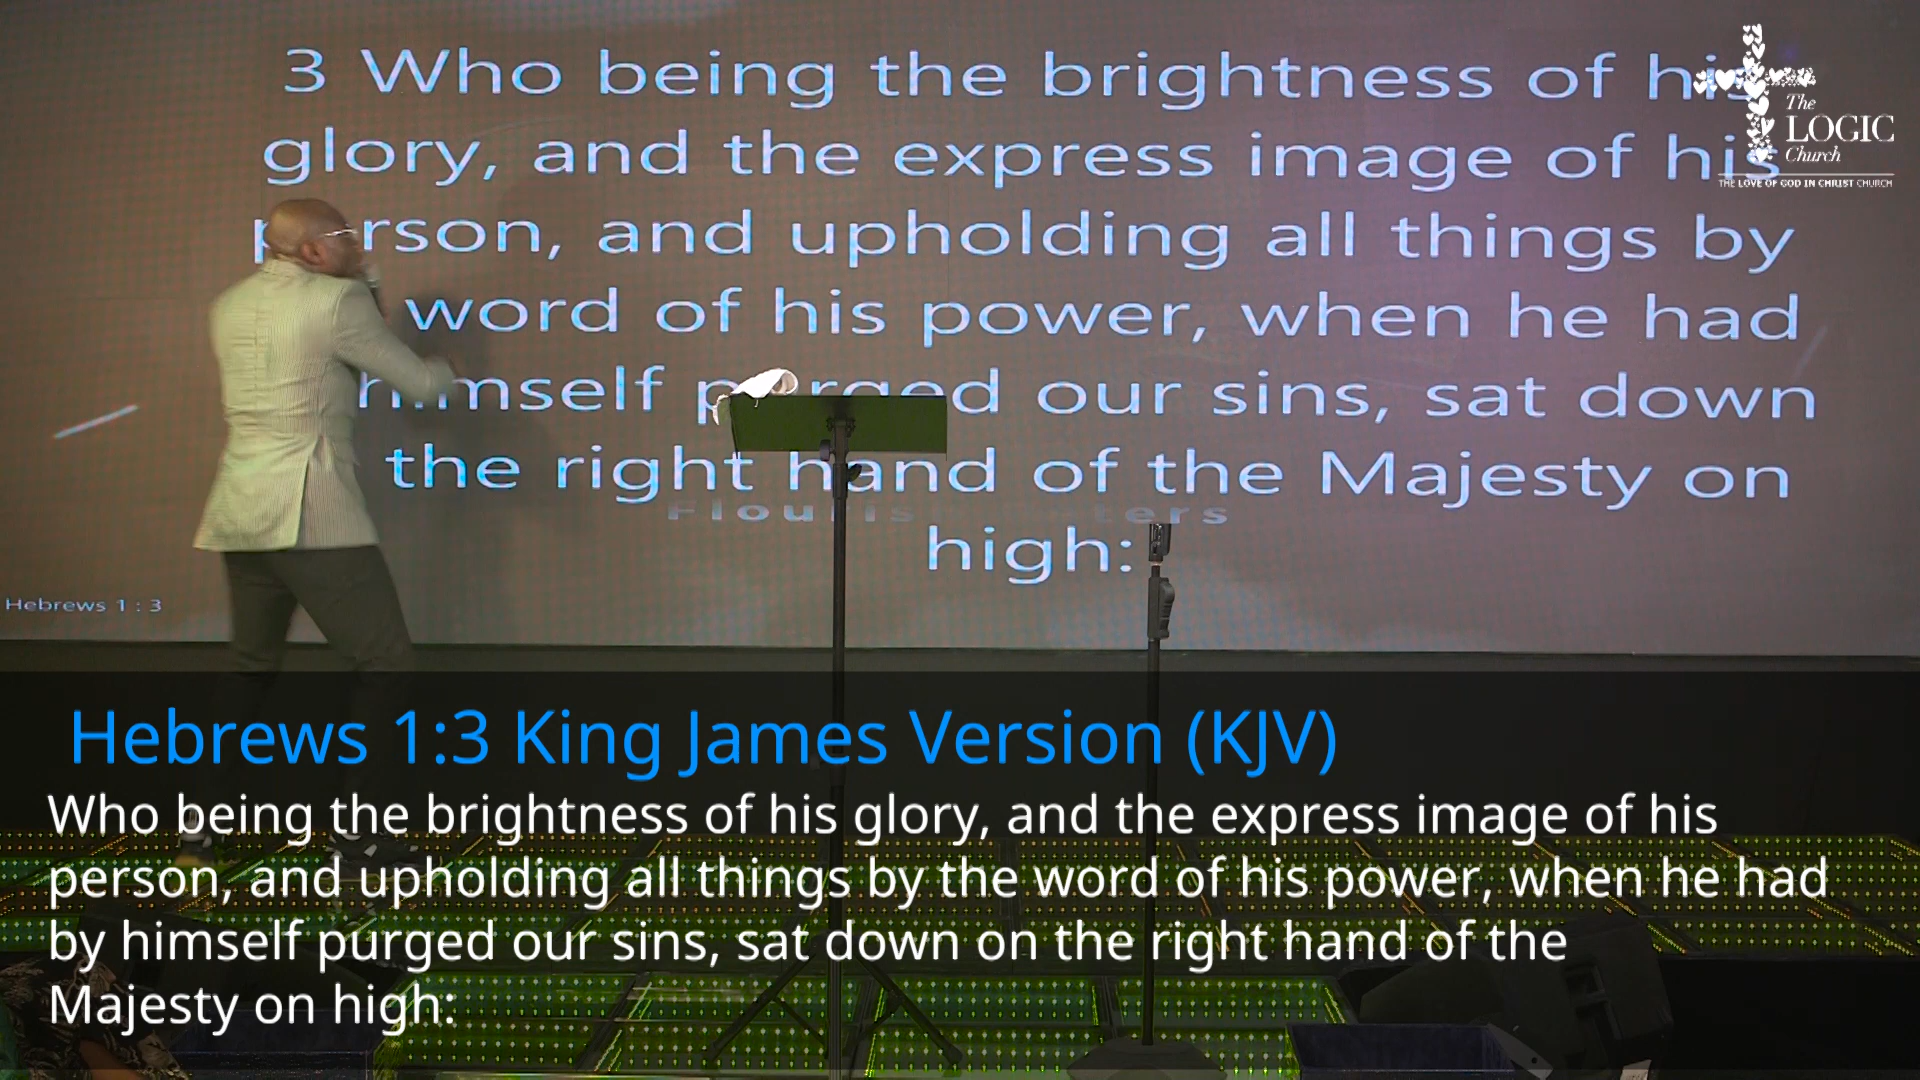 3 Who being the brightness of his
glory, and the express image of his
person, and upholding all things by
word of his power, when he had
himself purged our sins, sat down
the right hand of the Majesty on
high:
Hebrews 1 : 3
The
LOGIC
Church
THE LOVE OF GOD IN CHRIST CHURCH
Hebrews 1:3 King James Version (KJV)
Who being the brightness of his glory, and the express image of his
person, and upholding all things by the word of his power, when he had
by himself purged our sins, sat down on the right hand of the
Majesty on high: